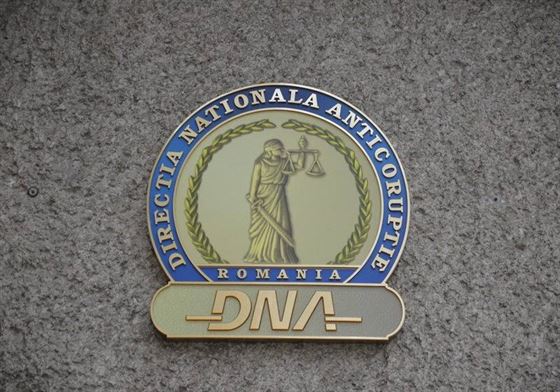 DIRECTIA NATIONALA ANTICORUPTIE
ROMANIA
DNA